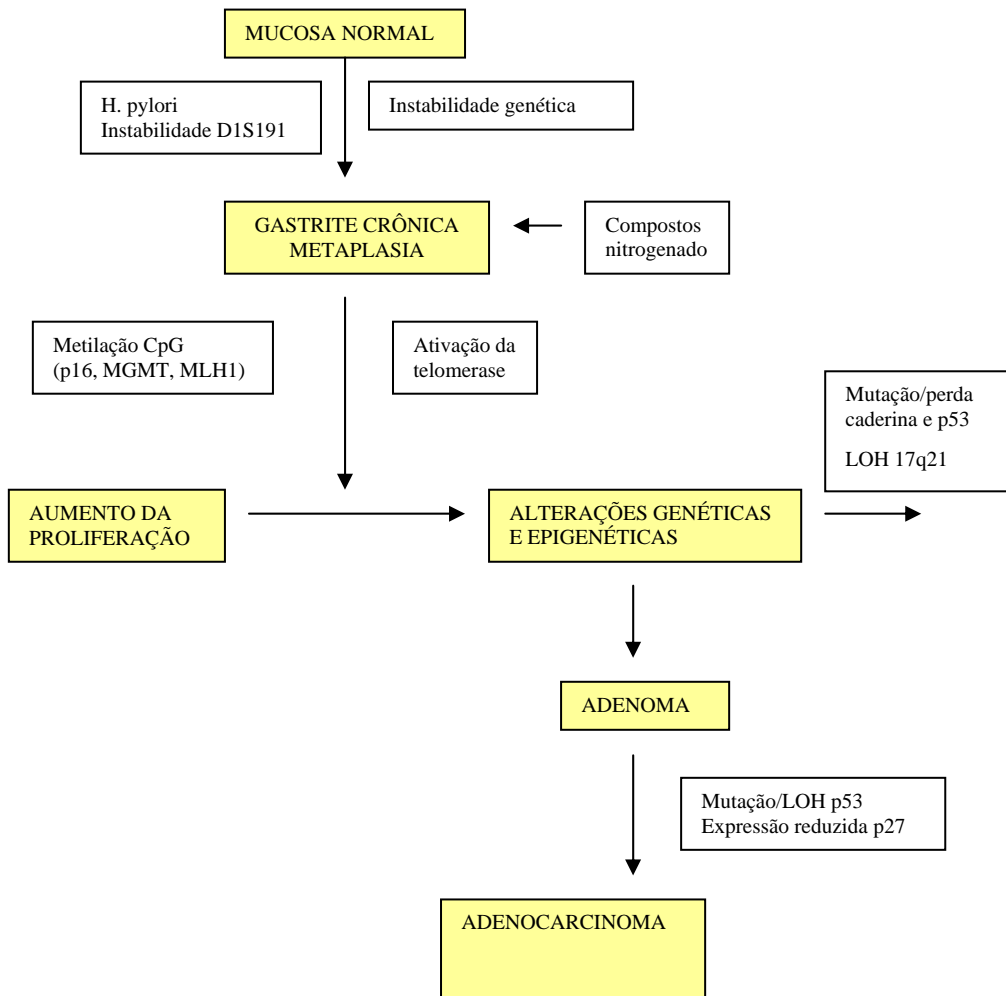 MUCOSA NORMAL
H. pylori
Instabilidade D1S191
Instabilidade genética
GASTRITE CRÔNICA
METAPLASIA
Compostos
nitrogenado
Metilação CpG
(p16, MGMT, MLH1)
Ativação da
telomerase
Mutação/perda
caderina e p53
LOH 17q21
AUMENTO DA
PROLIFERAÇÃO
ALTERAÇÕES GENÉTICAS
E EPIGENÉTICAS
ADENOMA
Mutação/LOH p53
Expressão reduzida p27
ADENOCARCINOMA